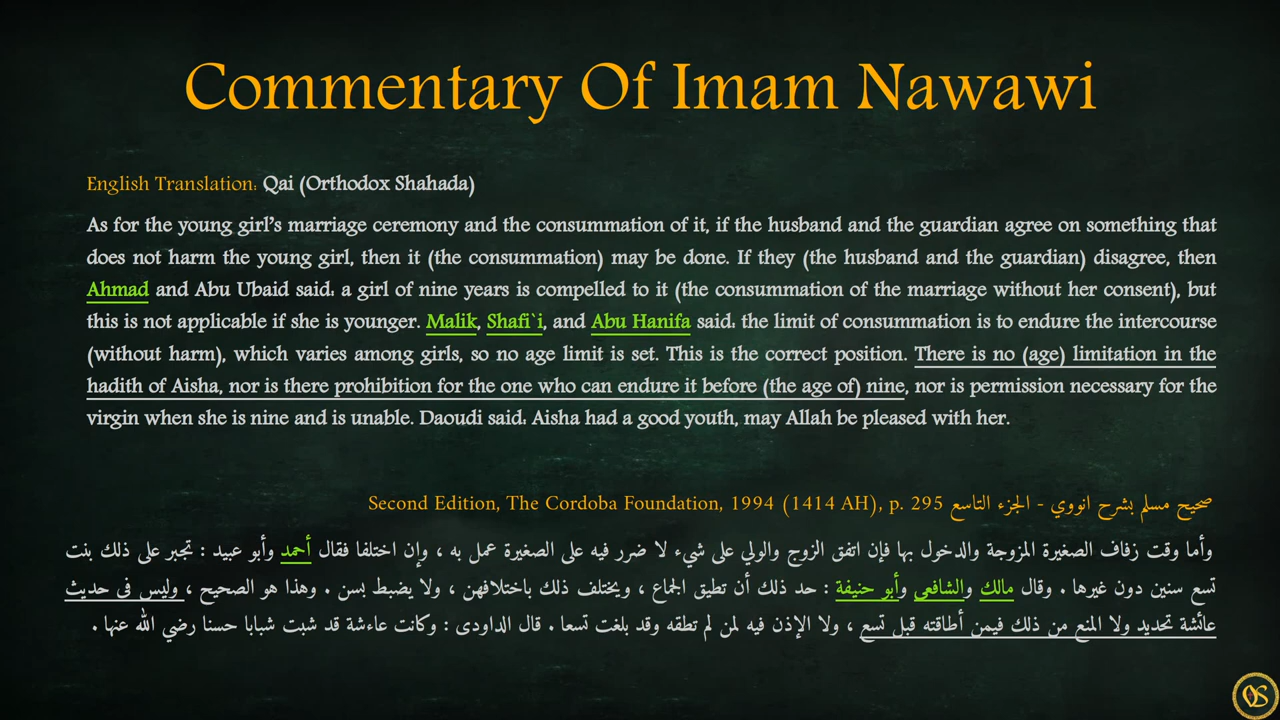 Commentary Of Imam Nawawi
English Translation: Qai (Orthodox Shahada)
As for the young girl's marriage ceremony and the consummation of it, if the husband and the guardian agree on something that
does not harm the young girl, then it (the consummation) may be done. If they (the husband and the guardian) disagree, then
Ahmad and Abu Ubaid said: a girl of nine years is compelled to it (the consummation of the marriage without her consent), but
this is not applicable if she is younger. Malik, Shafi`i, and Abu Hanifa said: the limit of consummation is to endure the intercourse
(without harm), which varies among girls, so no age limit is set. This is the correct position. There is no (age) limitation in the
hadith of Aisha, nor is there prohibition for the one who can endure it before (the age of) nine, nor is permission necessary for the
virgin when she is nine and is unable. Daoudi said: Aisha had a good youth, may Allah be pleased with her.
صحيح مسلم بشرح انووي - الجزء التاسع Second Edition, The Cordoba Foundation, 1994 (1414 AH), p. 295
وأما وقت زفاف الصغيرة المزوجة والدخول بها فإن اتفق الزوج والولي على شيء لا ضرر فيه على الصغيرة عمل به ، وإن اختلفا فقال أحمد وأبو عبيد : تجبر على ذلك بنت
تسع سنين دون غيرها . وقال مالك والشافعى وأبو حنيفة : حد ذلك أن تطيق الجماع ، ويختلف ذلك باختلافهن ، ولا يضبط بسن . وهذا هو الصحيح ، وليس فى حديث
عائشة تحديد ولا المنع من ذلك فيمن أطاقته قبل تسع ، ولا الإذن فيه لمن لم تطقه وقد بلغت تسعا . قال الداودى : وكانت عاءشة قد شبت شبابا حسنا رضي الله عنها .